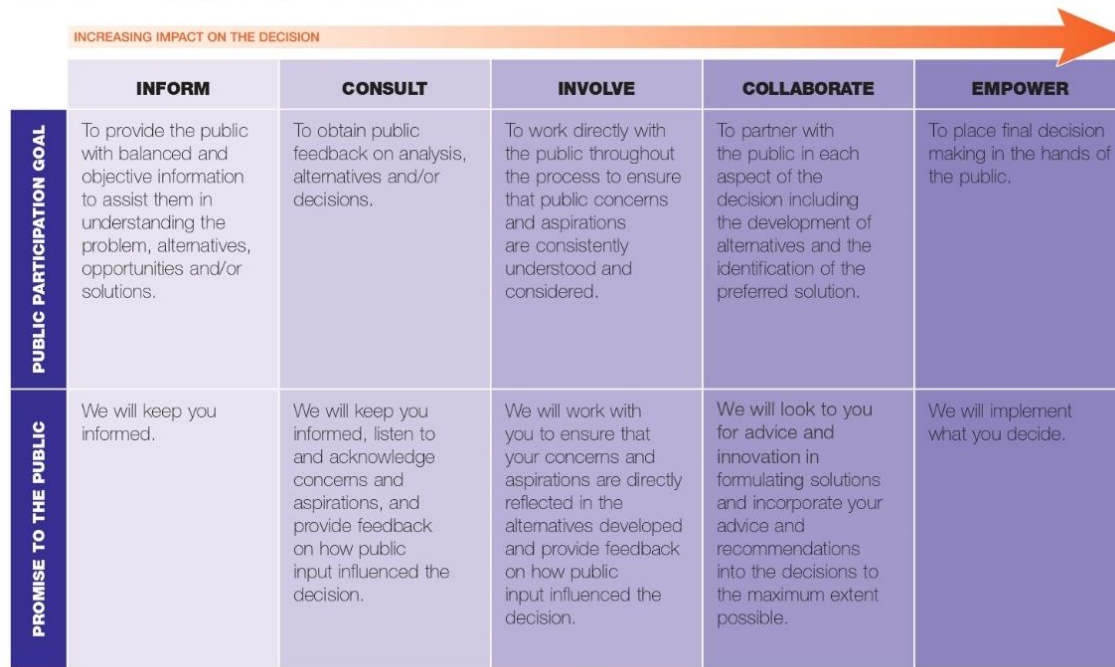 INCREASING IMPACT ON THE DECISION
INFORM
CONSULT
INVOLVE
COLLABORATE
EMPOWER
PUBLIC PARTICIPATION GOAL
To provide the public
with balanced and
objective information
to assist them in
understanding the
problem, alternatives,
opportunities and/or
solutions.
To obtain public
feedback on analysis,
alternatives and/or
decisions.
To work directly with
the public throughout
the process to ensure
that public concerns
and aspirations
are consistently
understood and
considered.
To partner with
the public in each
aspect of the
decision including
the development of
alternatives and the
identification of the
preferred solution.
To place final decision
making in the hands of
the public.
PROMISE TO THE PUBLIC
We will keep you
informed.
We will keep you
informed, listen to
and acknowledge
concerns and
aspirations, and
provide feedback
on how public
input influenced the
decision.
We will work with
you to ensure that
your concerns and
aspirations are directly
reflected in the
alternatives developed
and provide feedback
on how public
input influenced the
decision.
We will look to you
for advice and
innovation in
formulating solutions
and incorporate your
advice and
recommendations
into the decisions to
the maximum extent
possible.
We will implement
what you decide.